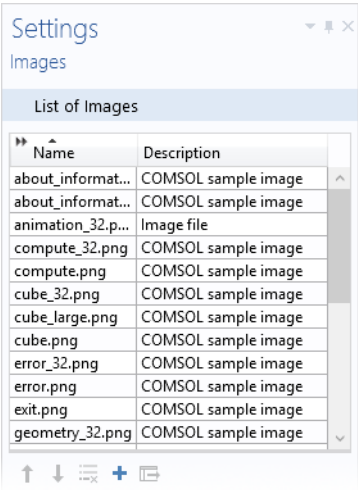 Settings
Images
List of Images
Name Description
about_informat... COMSOL sample image
about_informat... COMSOL sample image
animation_32.p... Image file
compute_32.png COMSOL sample image
compute.png COMSOL sample image
cube_32.png COMSOL sample image
cube_large.png COMSOL sample image
cube.png COMSOL sample image
error_32.png COMSOL sample image
error.png COMSOL sample image
exit.png COMSOL sample image
geometry_32.png COMSOL sample image